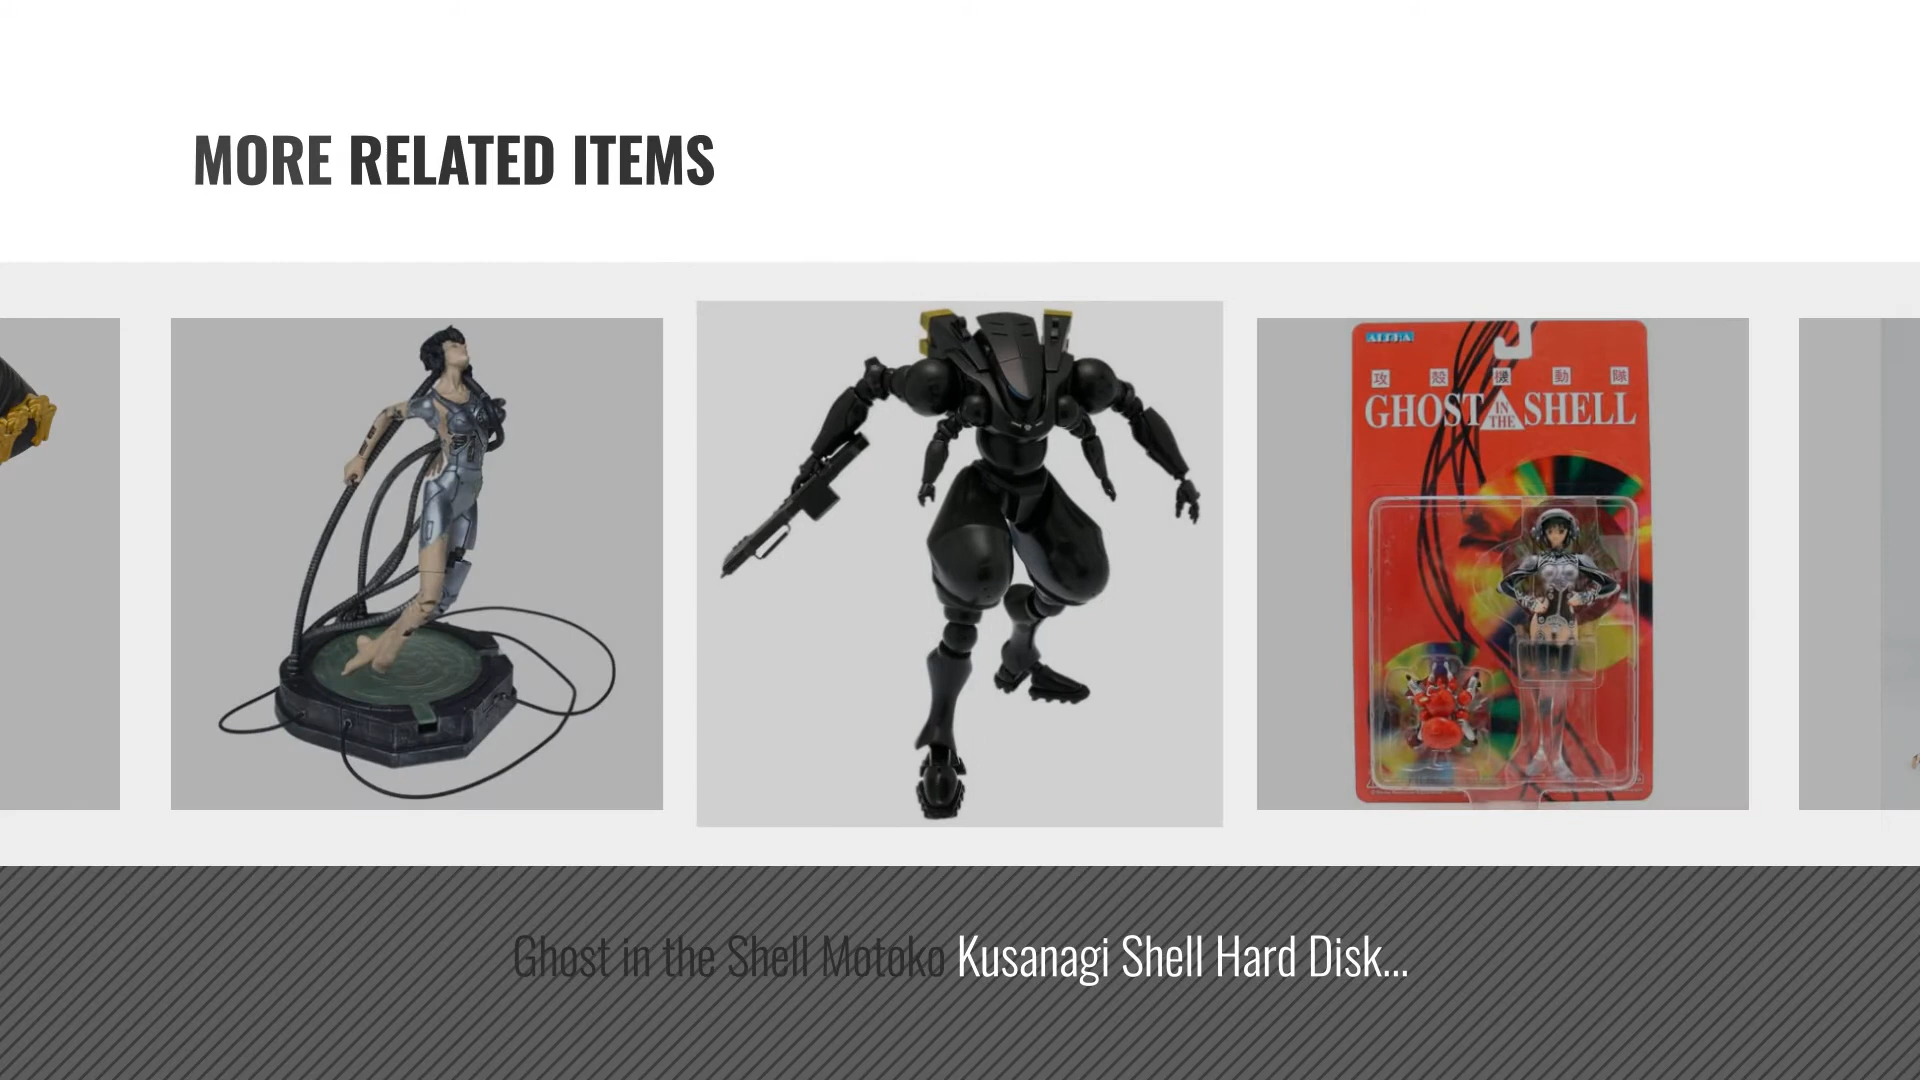 MORE RELATED ITEMS
ALPHA
攻 殻 機 動 隊
GHOST IN THE SHELL
Ghost in the Shell Motoko Kusanagi Shell Hard Disk...